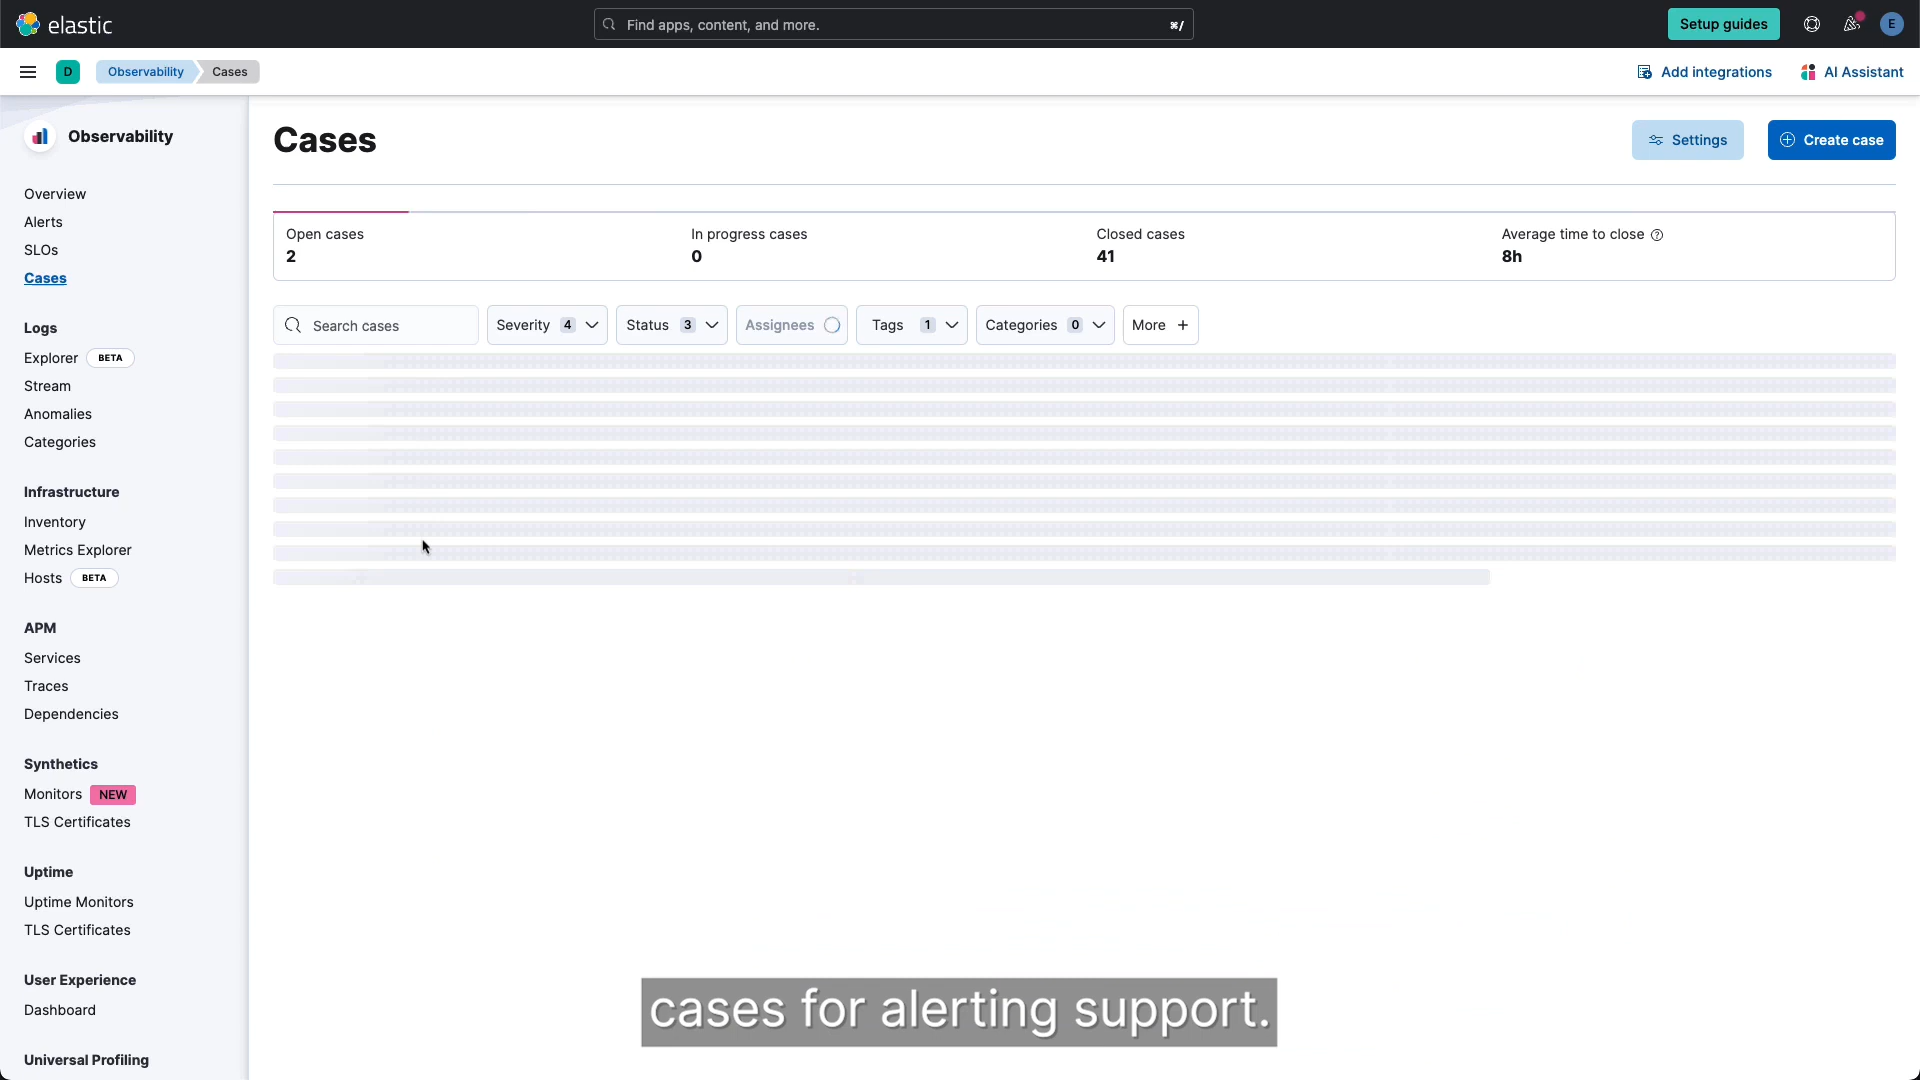 elastic
Find apps, content, and more.
⌘/
Setup guides
E
D
Observability
Cases
Add integrations
AI Assistant
Observability
Overview
Alerts
SLOs
Cases
Logs
Explorer BETA
Stream
Anomalies
Categories
Infrastructure
Inventory
Metrics Explorer
Hosts BETA
APM
Services
Traces
Dependencies
Synthetics
Monitors NEW
TLS Certificates
Uptime
Uptime Monitors
TLS Certificates
User Experience
Dashboard
Universal Profiling
Cases
Settings
Create case
Open cases
2
In progress cases
0
Closed cases
41
Average time to close
8h
Search cases
Severity 4
Status 3
Assignees
Tags 1
Categories 0
More +
cases for alerting support.